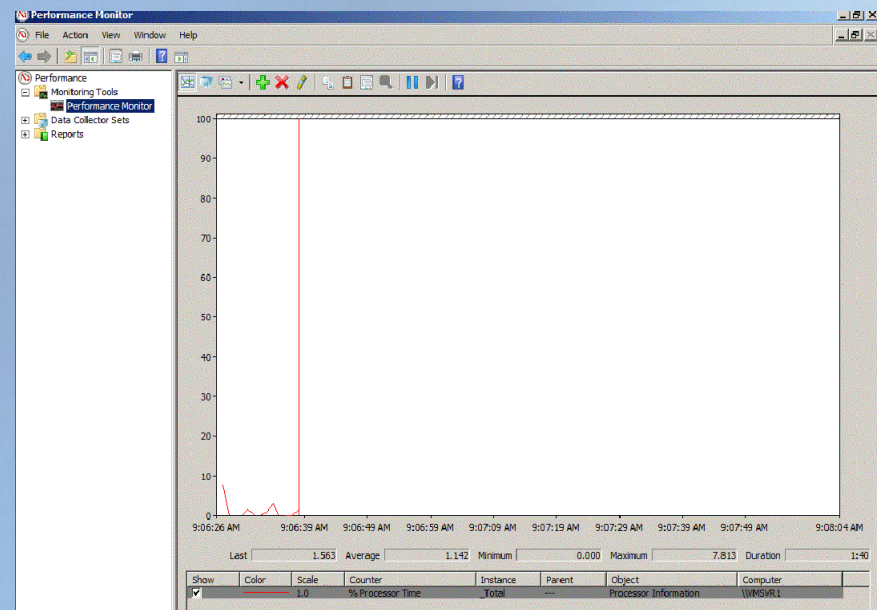 Performance Monitor
File Action View Window Help
Performance
Monitoring Tools
Performance Monitor
Data Collector Sets
Reports
100
90
80
70
60
50
40
30
20
10
0
9:06:26 AM 9:06:39 AM 9:06:49 AM 9:06:59 AM 9:07:09 AM 9:07:19 AM 9:07:29 AM 9:07:39 AM 9:07:49 AM 9:08:04 AM
Last 1.563 Average 1.142 Minimum 0.000 Maximum 7.813 Duration 1:40
Show Color Scale Counter Instance Parent Object Computer
1.0 % Processor Time _Total --- Processor Information \\VMSVR1